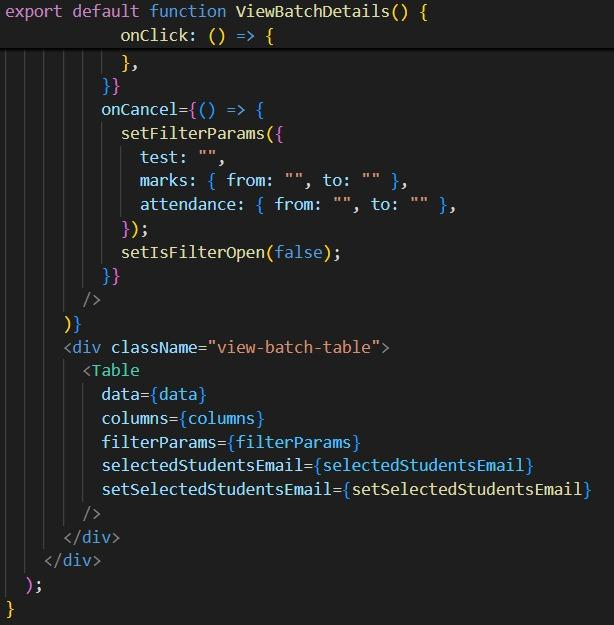 export default function ViewBatchDetails() {
onClick: () => {
},
}}
onCancel={() => {
setFilterParams({
test: "",
marks: { from: "", to: "" },
attendance: { from: "", to: "" },
});
setIsFilterOpen(false);
}}
/>
)}
<div className="view-batch-table">
<Table
data={data}
columns={columns}
filterParams={filterParams}
selectedStudentsEmail={selectedStudentsEmail}
setSelectedStudentsEmail={setSelectedStudentsEmail}
/>
</div>
</div>
);
}